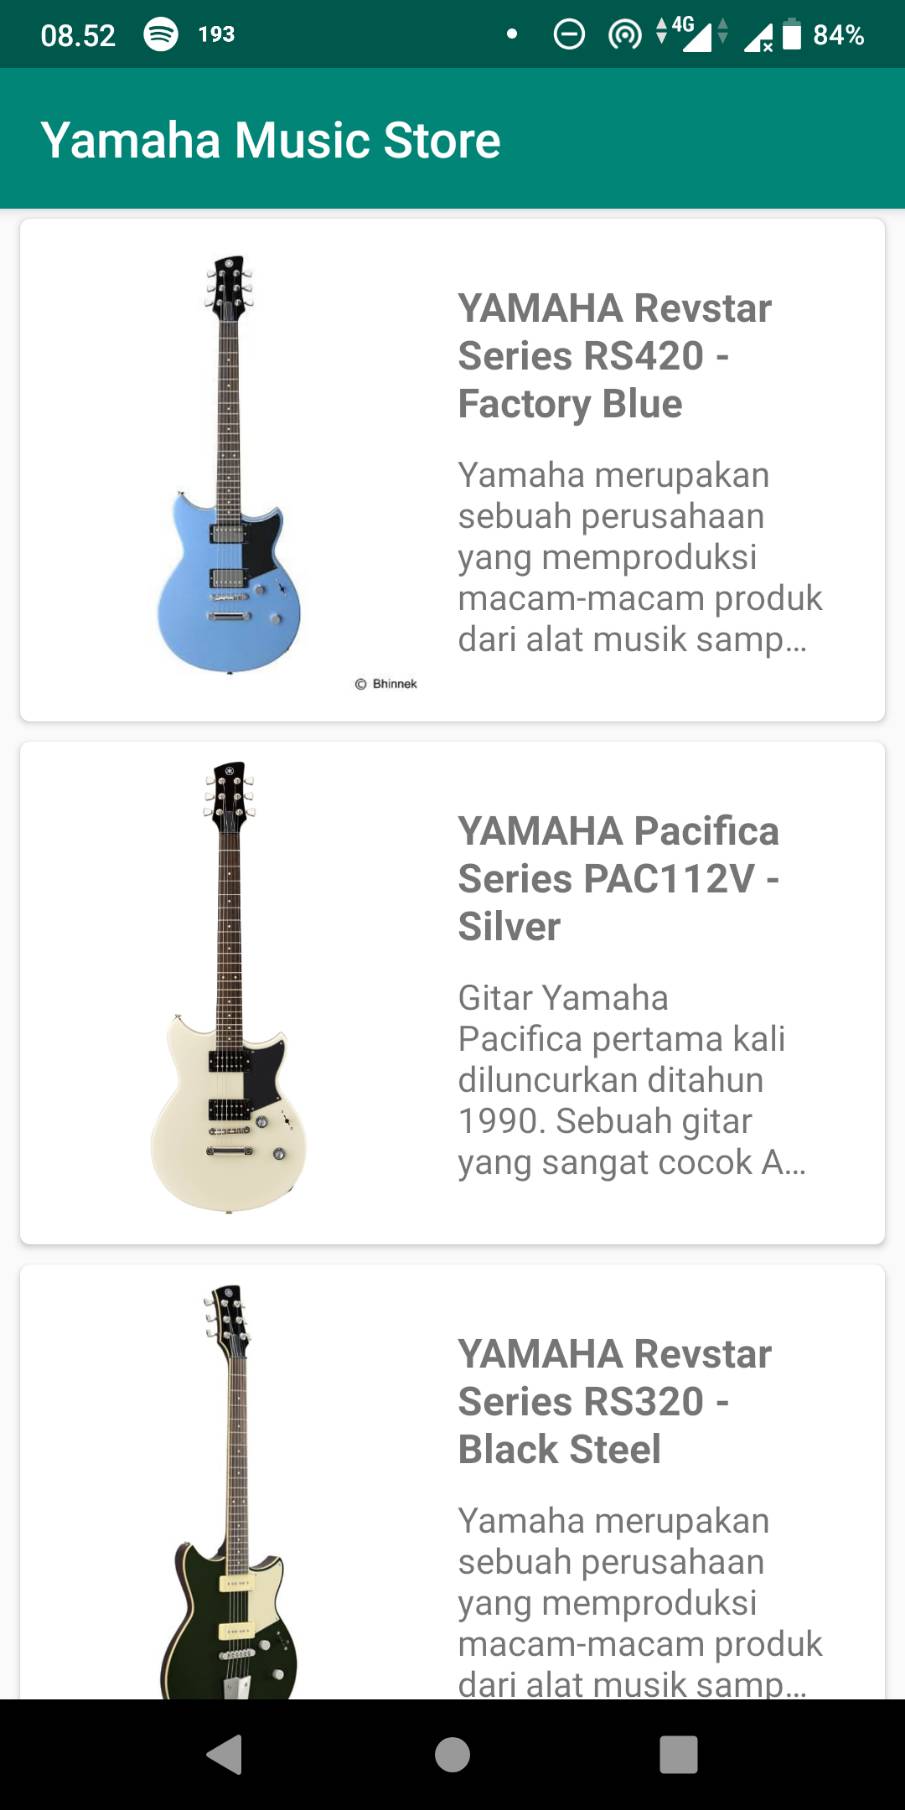 08.52 193 4G 84%
Yamaha Music Store
YAMAHA Revstar
Series RS420 -
Factory Blue
Yamaha merupakan
sebuah perusahaan
yang memproduksi
macam-macam produk
dari alat musik samp...
© Bhinnek
YAMAHA Pacifica
Series PAC112V -
Silver
Gitar Yamaha
Pacifica pertama kali
diluncurkan ditahun
1990. Sebuah gitar
yang sangat cocok A...
YAMAHA Revstar
Series RS320 -
Black Steel
Yamaha merupakan
sebuah perusahaan
yang memproduksi
macam-macam produk
dari alat musik samp...